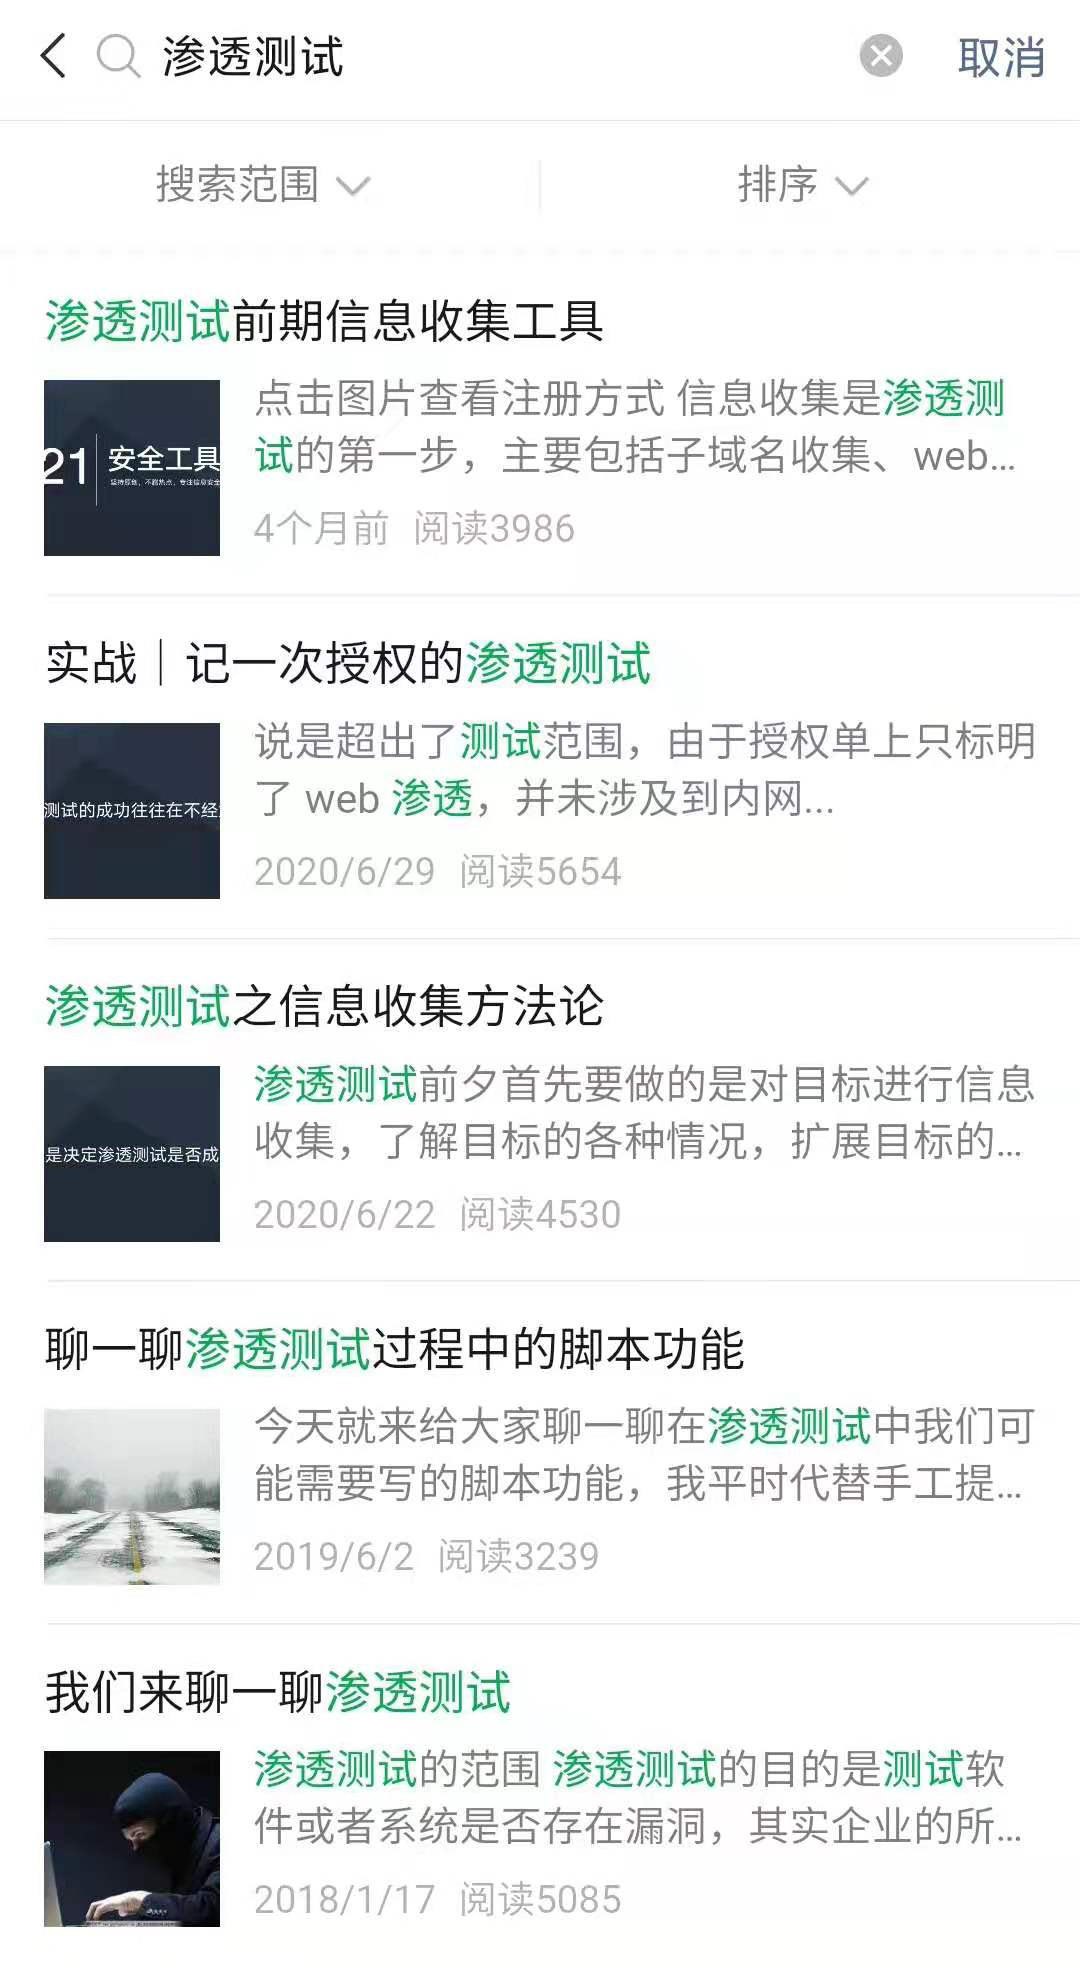 渗透测试
取消
搜索范围
排序
渗透测试前期信息收集工具
21 安全工具
坚持原创、不蹭热点、专注信息安全
点击图片查看注册方式 信息收集是渗透测
试的第一步，主要包括子域名收集、web...
4个月前 阅读3986
实战｜记一次授权的渗透测试
测试的成功往往在不经
说是超出了测试范围，由于授权单上只标明
了 web 渗透，并未涉及到内网...
2020/6/29 阅读5654
渗透测试之信息收集方法论
是决定渗透测试是否成
渗透测试前夕首先要做的是对目标进行信息
收集，了解目标的各种情况，扩展目标的...
2020/6/22 阅读4530
聊一聊渗透测试过程中的脚本功能
今天就来给大家聊一聊在渗透测试中我们可
能需要写的脚本功能，我平时代替手工提...
2019/6/2 阅读3239
我们来聊一聊渗透测试
渗透测试的范围 渗透测试的目的是测试软
件或者系统是否存在漏洞，其实企业的所...
2018/1/17 阅读5085